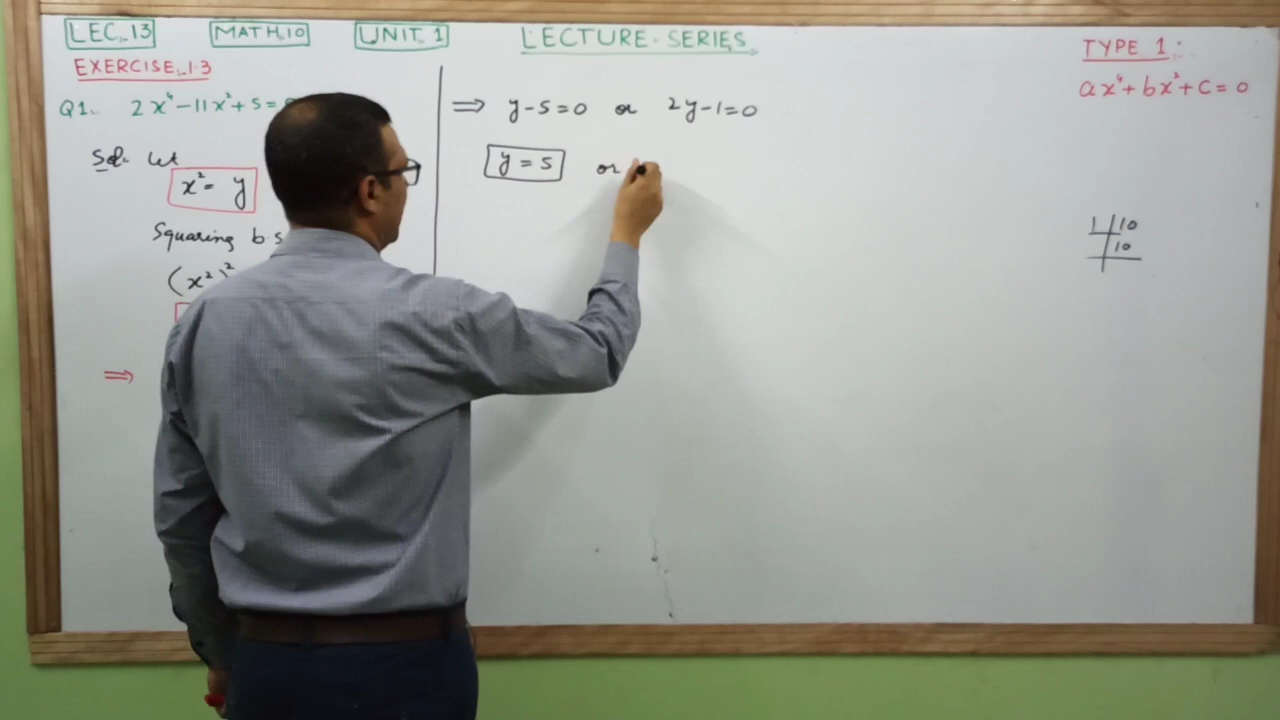 LEC. 13 MATH.10 UNIT. 1 LECTURE. SERIES
EXERCISE. 1.3
Q1. 2x⁴-11x²+5=
Sol. Let
x² = y
Squaring b.s
(x²)²
⇒
⇒ y-5=0 or 2y-1=0
y = 5 or
TYPE 1:
ax⁴+bx²+c=0
1 10
10